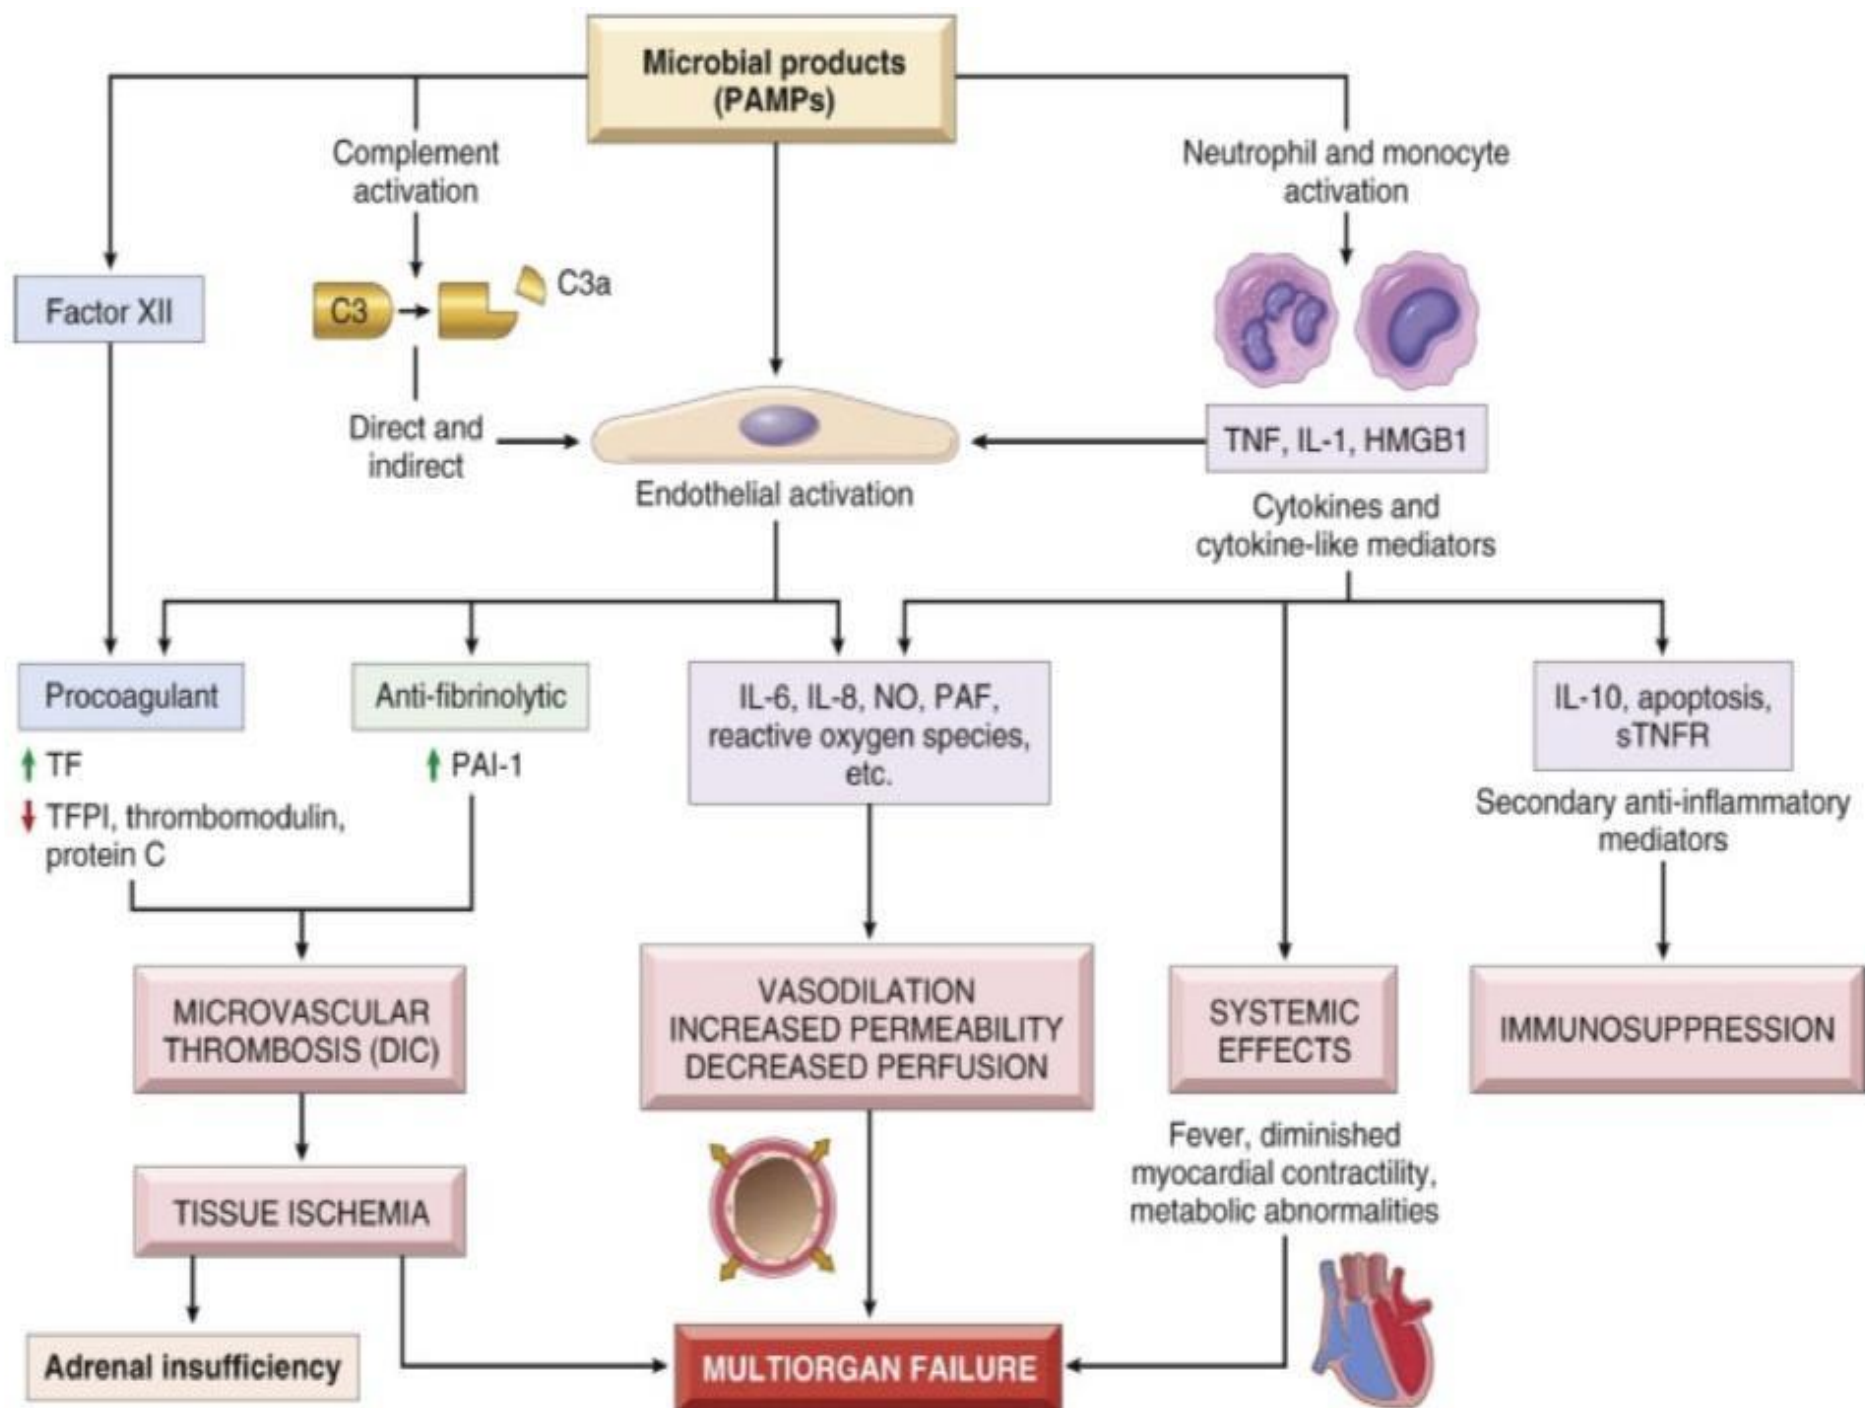 Microbial products
(PAMPs)
Complement
activation
Neutrophil and monocyte
activation
Factor XII
C3
C3a
Direct and
indirect
TNF, IL-1, HMGB1
Endothelial activation
Cytokines and
cytokine-like mediators
Procoagulant
Anti-fibrinolytic
IL-6, IL-8, NO, PAF,
reactive oxygen species,
etc.
IL-10, apoptosis,
sTNFR
TF
PAI-1
TFPI, thrombomodulin,
protein C
Secondary anti-inflammatory
mediators
MICROVASCULAR
THROMBOSIS (DIC)
VASODILATION
INCREASED PERMEABILITY
DECREASED PERFUSION
SYSTEMIC
EFFECTS
IMMUNOSUPPRESSION
Fever, diminished
myocardial contractility,
metabolic abnormalities
TISSUE ISCHEMIA
Adrenal insufficiency
MULTIORGAN FAILURE